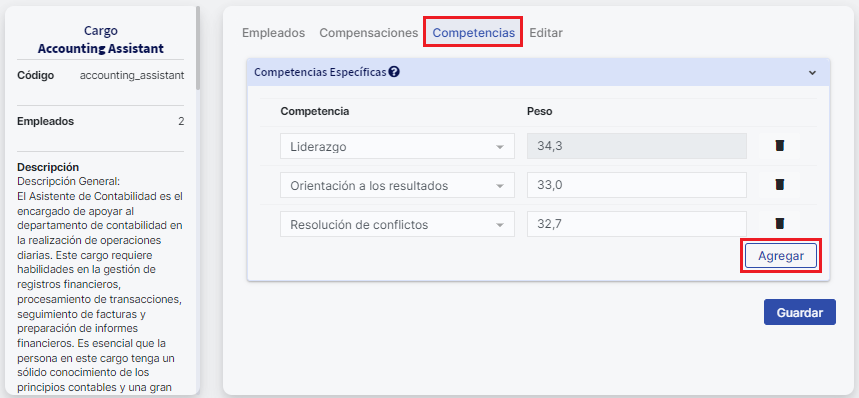 Cargo
Accounting Assistant
Código accounting_assistant
Empleados 2
Descripción
Descripción General:
El Asistente de Contabilidad es el
encargado de apoyar al
departamento de contabilidad en
la realización de operaciones
diarias. Este cargo requiere
habilidades en la gestión de
registros financieros,
procesamiento de transacciones,
seguimiento de facturas y
preparación de informes
financieros. Es esencial que la
persona en este cargo tenga un
sólido conocimiento de los
principios contables y una gran
Empleados Compensaciones Competencias Editar
Competencias Específicas ?
Competencia Peso
Liderazgo 34,3
Orientación a los resultados 33,0
Resolución de conflictos 32,7
Agregar
Guardar